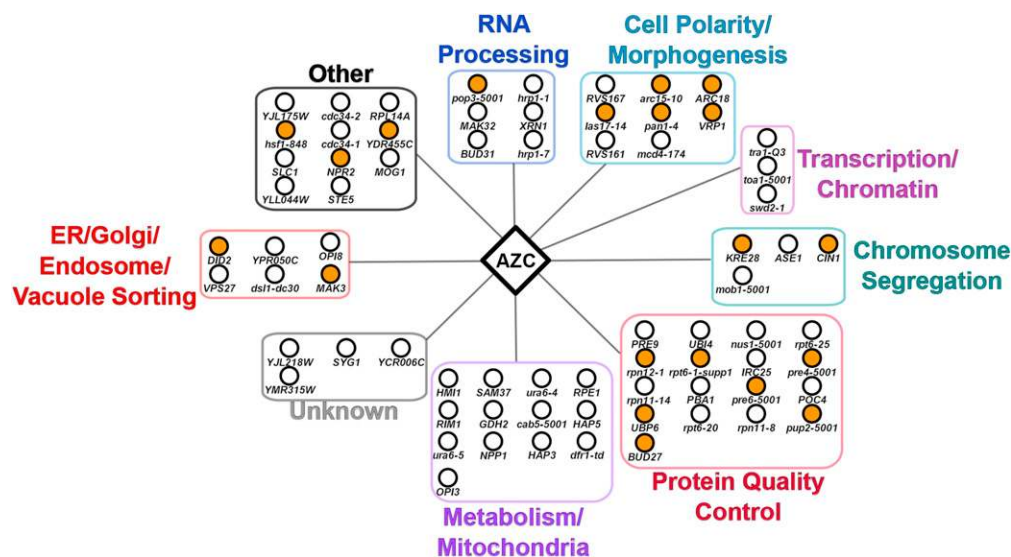 RNA
Processing
pop3-5001 hrp1-1
MAK32 XRN1
BUD31 hrp1-7
Cell Polarity/
Morphogenesis
RVS167 arc15-10 ARC18
las17-14 pan1-4 VRP1
RVS161 mcd4-174
Other
YJL175W cdc34-2 RPL14A
hsf1-848 cdc34-1 YDR455C
SLC1 NPR2 MOG1
YLL044W STE5
tra1-Q3
toa1-5001
swd2-1
Transcription/
Chromatin
ER/Golgi/
Endosome/
Vacuole Sorting
DID2 YPR050C OPI8
VPS27 dsl1-dc30 MAK3
AZC
KRE28 ASE1 CIN1
mob1-5001
Chromosome
Segregation
YJL218W SYG1 YCR006C
YMR315W
Unknown
HMI1 SAM37 ura6-4 RPE1
RIM1 GDH2 cab5-5001 HAP5
ura6-5 NPP1 HAP3 dfr1-td
OPI3
Metabolism/
Mitochondria
PRE9 UBI4 nus1-5001 rpt6-25
rpn12-1 rpt6-1-supp1 IRC25 pre4-5001
rpn11-14 PBA1 pre6-5001 POC4
UBP6 rpt6-20 rpn11-8 pup2-5001
BUD27
Protein Quality
Control